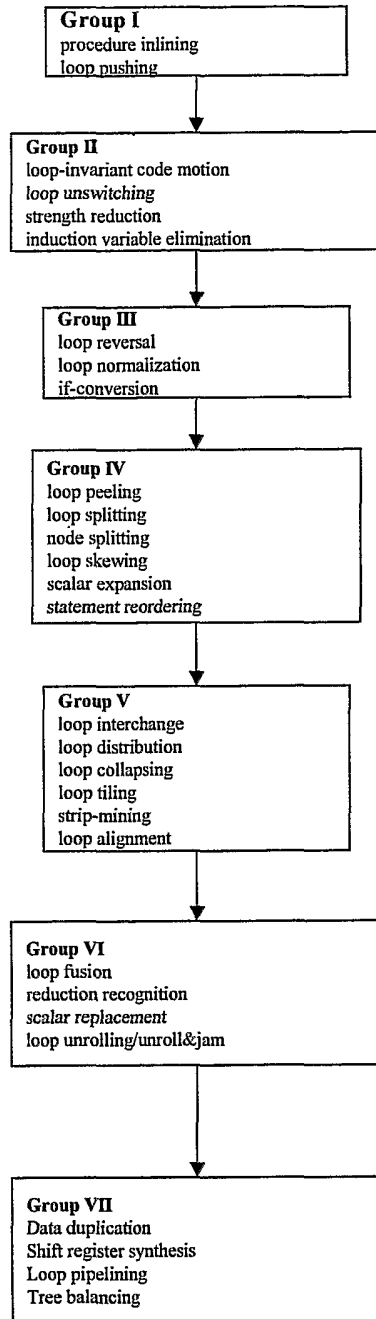 Group I
procedure inlining
loop pushing
Group II
loop-invariant code motion
loop unswitching
strength reduction
induction variable elimination
Group III
loop reversal
loop normalization
if-conversion
Group IV
loop peeling
loop splitting
node splitting
loop skewing
scalar expansion
statement reordering
Group V
loop interchange
loop distribution
loop collapsing
loop tiling
strip-mining
loop alignment
Group VI
loop fusion
reduction recognition
scalar replacement
loop unrolling/unroll&jam
Group VII
Data duplication
Shift register synthesis
Loop pipelining
Tree balancing